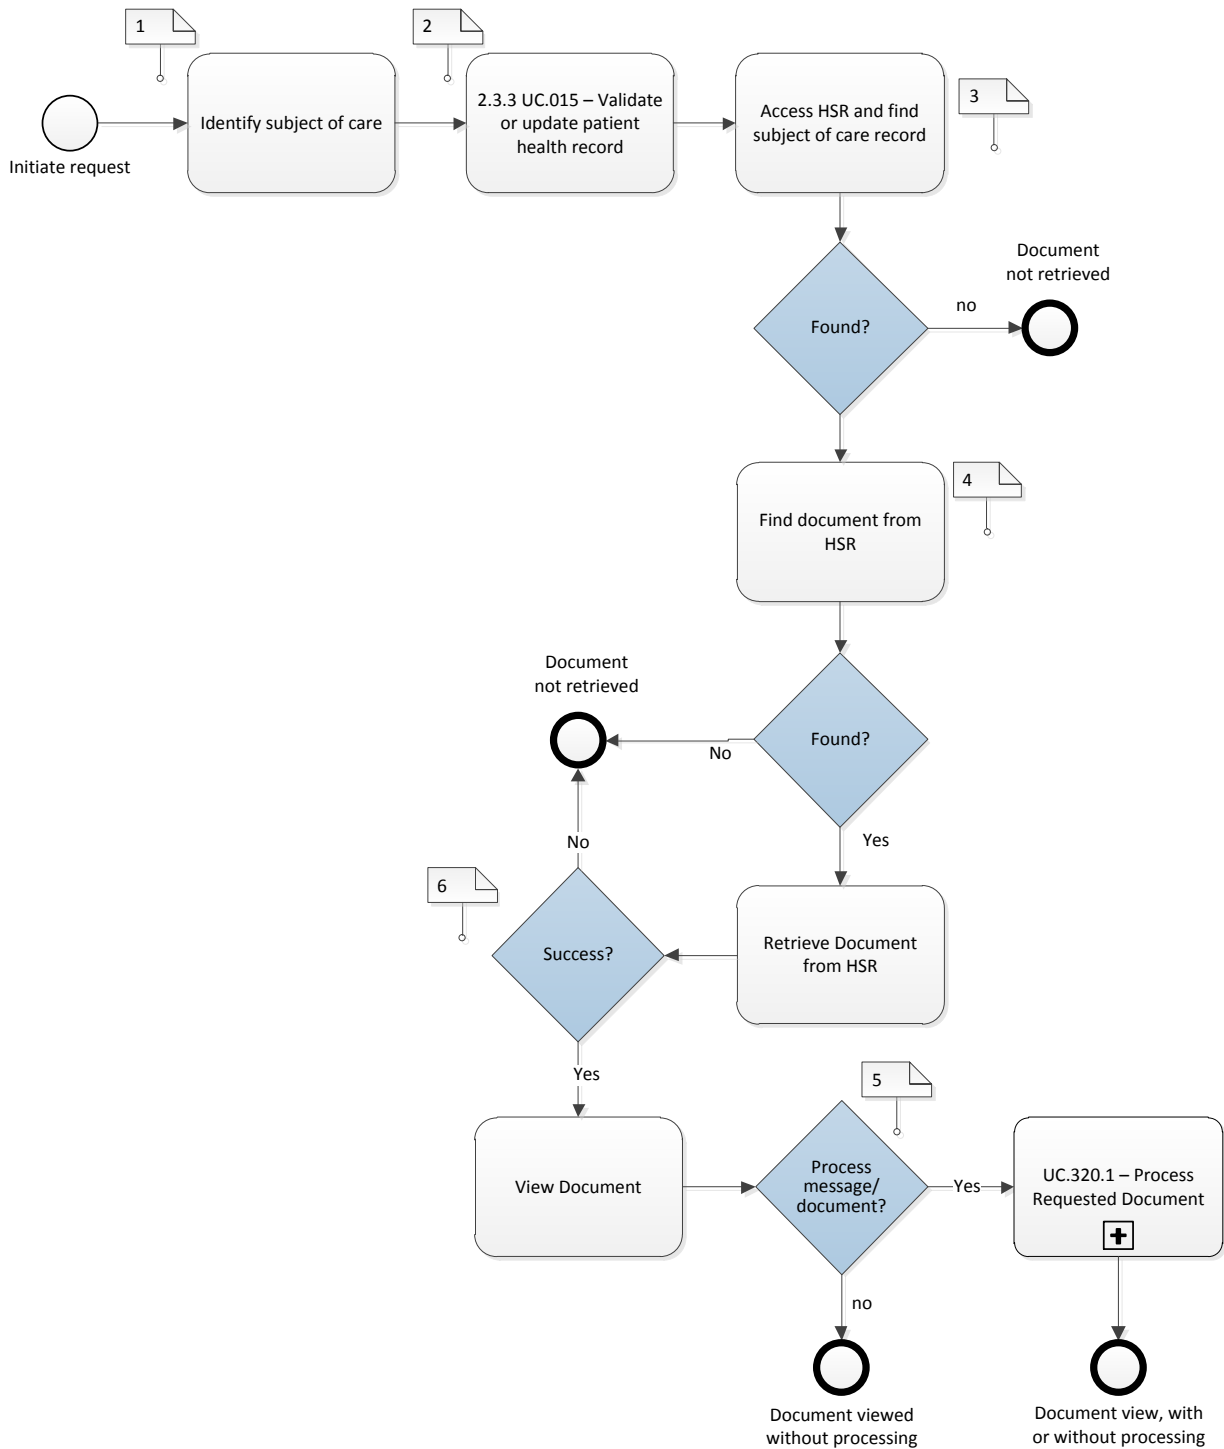 1
2
Initiate request
Identify subject of care
2.3.3 UC.015 – Validate
or update patient
health record
Access HSR and find
subject of care record
3
Found?
no
Document
not retrieved
Find document from
HSR
4
Document
not retrieved
Found?
No
Yes
No
6
Success?
Retrieve Document
from HSR
Yes
5
View Document
Process
message/
document?
Yes
UC.320.1 – Process
Requested Document
no
Document viewed
without processing
Document view, with
or without processing